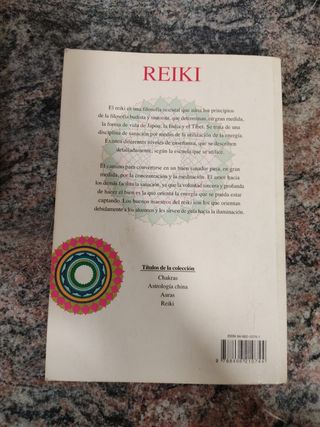 REIKI
El reiki es una filosofía oriental que auna los principios
de la filosofía budista y sintoísta, que determinan, en gran medida,
la forma de vida de Japón, la India y el Tíbet. Se trata de una
disciplina de sanación por medio de la utilización de la energía.
Existen diferentes niveles de enseñanza, que se describen
detalladamente, según la escuela que se utilice.
El camino para convertirse en un buen sanador pasa, en gran
medida, por la concentración y la meditación. El amor hacia
los demás facilita la sanación, ya que la voluntad sincera y profunda
de hacer el bien es la que orienta la energía que se pueda estar
captando. Los buenos maestros del reiki son los que orientan
debidamente a los alumnos y les sirven de guía hacia la iluminación.
Títulos de la colección
Chakras
Astrología china
Auras
Reiki